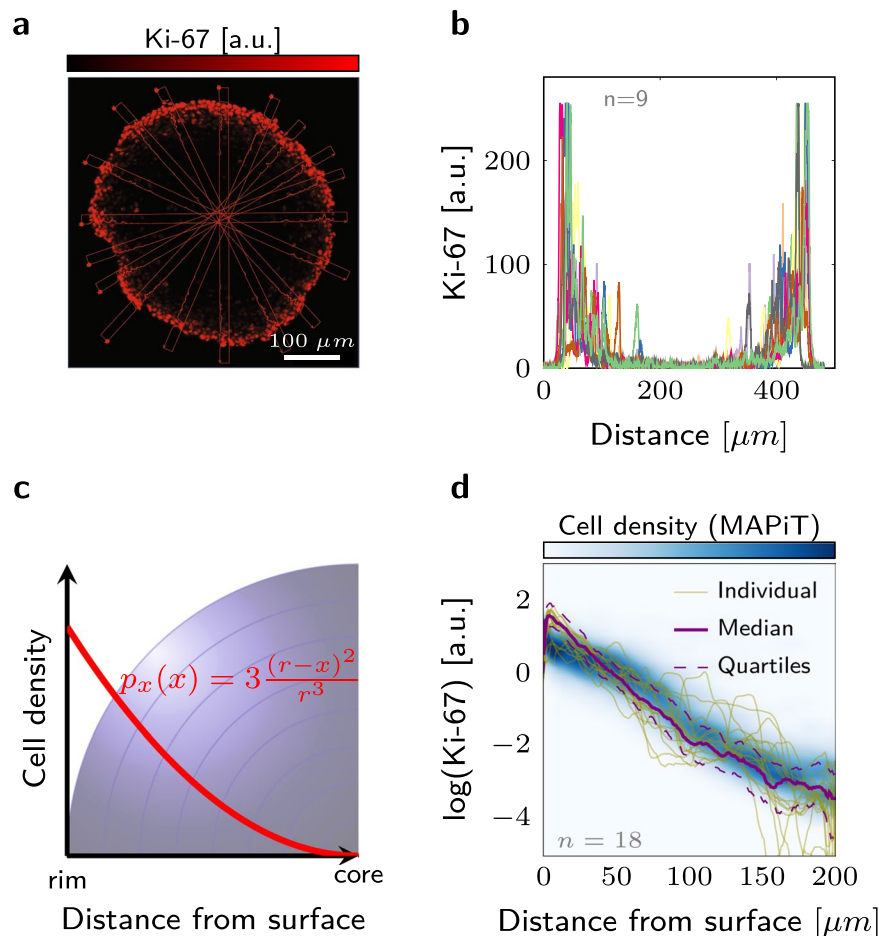 a
Ki-67 [a.u.]
100 μm
b
n=9
Ki-67 [a.u.]
200
100
0
0 200 400
Distance [μm]
c
Cell density
pₓ(x) = 3 (r−x)²/r³
rim core
Distance from surface
d
Cell density (MAPiT)
log(Ki-67) [a.u.]
2
0
−2
−4
Individual
Median
Quartiles
n = 18
0 50 100 150 200
Distance from surface [μm]